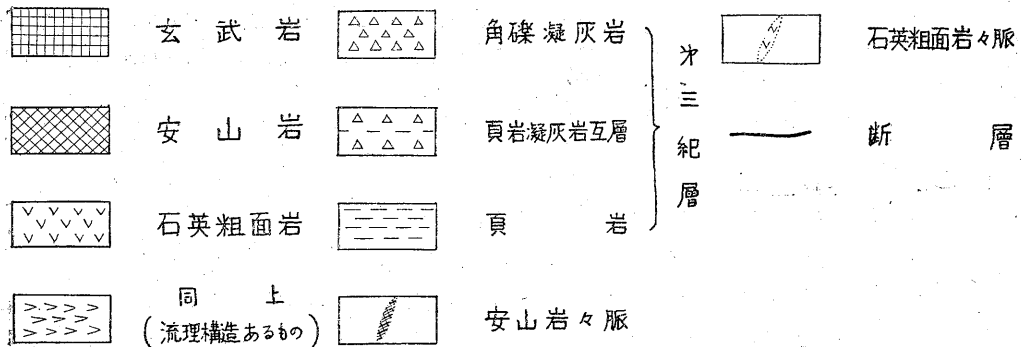 玄武岩
安山岩
石英粗面岩
同上
(流理構造あるもの)
角礫凝灰岩
頁岩凝灰岩互層
頁岩
安山岩々脈
才三紀層
石英粗面岩々脈
断層